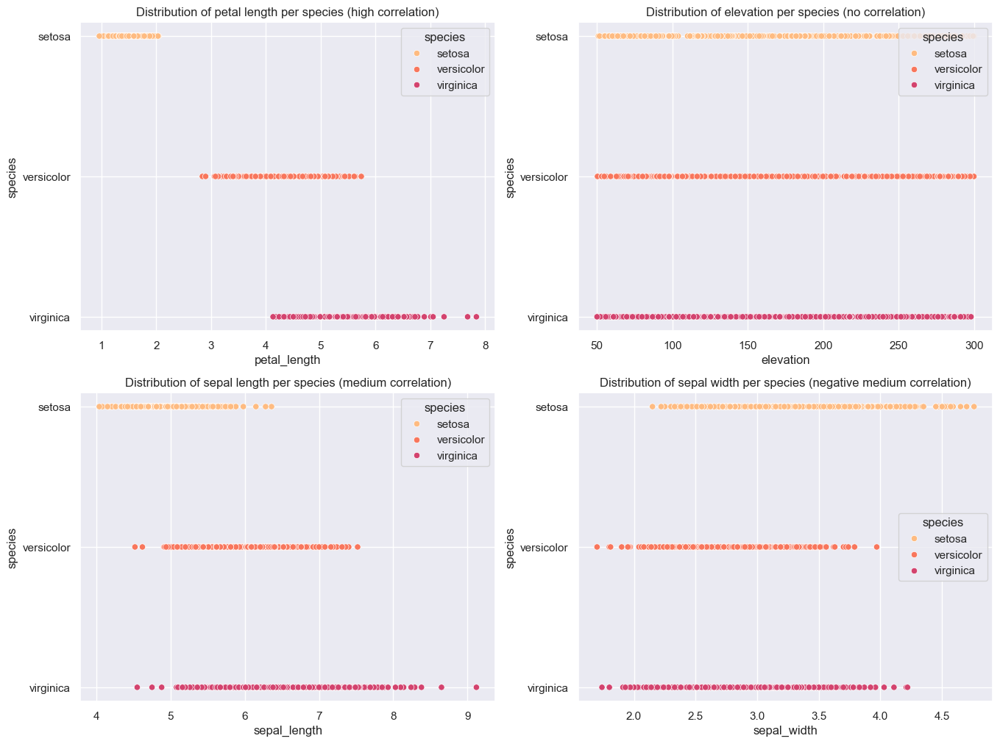 Distribution of petal length per species (high correlation)
setosa
versicolor
virginica
species
species
setosa
versicolor
virginica
1 2 3 4 5 6 7 8
petal_length
Distribution of elevation per species (no correlation)
setosa
versicolor
virginica
species
species
setosa
versicolor
virginica
50 100 150 200 250 300
elevation
Distribution of sepal length per species (medium correlation)
setosa
versicolor
virginica
species
species
setosa
versicolor
virginica
4 5 6 7 8 9
sepal_length
Distribution of sepal width per species (negative medium correlation)
setosa
versicolor
virginica
species
species
setosa
versicolor
virginica
2.0 2.5 3.0 3.5 4.0 4.5
sepal_width